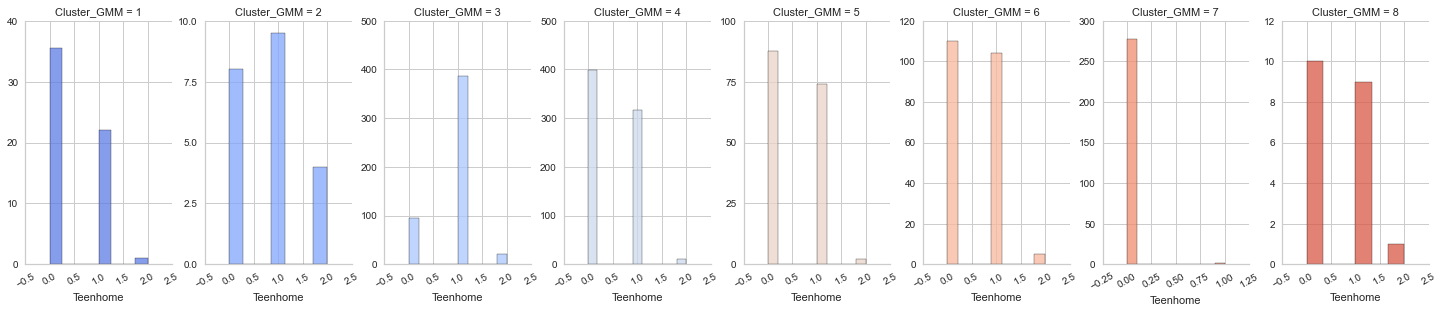 Cluster_GMM = 1
40
30
20
10
0
−0.5 0.0 0.5 1.0 1.5 2.0 2.5
Teenhome
Cluster_GMM = 2
10.0
7.5
5.0
2.5
0.0
−0.5 0.0 0.5 1.0 1.5 2.0 2.5
Teenhome
Cluster_GMM = 3
500
400
300
200
100
0
−0.5 0.0 0.5 1.0 1.5 2.0 2.5
Teenhome
Cluster_GMM = 4
500
400
300
200
100
0
−0.5 0.0 0.5 1.0 1.5 2.0 2.5
Teenhome
Cluster_GMM = 5
100
75
50
25
0
−0.5 0.0 0.5 1.0 1.5 2.0 2.5
Teenhome
Cluster_GMM = 6
120
100
80
60
40
20
0
−0.5 0.0 0.5 1.0 1.5 2.0 2.5
Teenhome
Cluster_GMM = 7
300
250
200
150
100
50
0
−0.25 0.00 0.25 0.50 0.75 1.00 1.25
Teenhome
Cluster_GMM = 8
12
10
8
6
4
2
0
−0.5 0.0 0.5 1.0 1.5 2.0 2.5
Teenhome